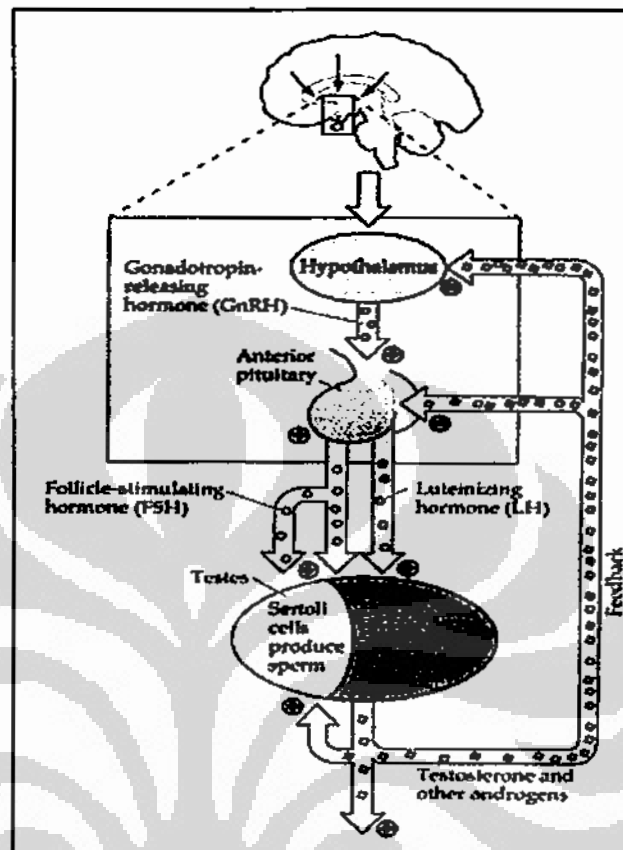 Hypothalamus
Gonadotropin-
releasing
hormone (GnRH)
Anterior
pituitary
Follicle-stimulating
hormone (FSH)
Luteinizing
hormone (LH)
Testes
Sertoli
cells
produce
sperm
Feedback
Testosterone and
other androgens